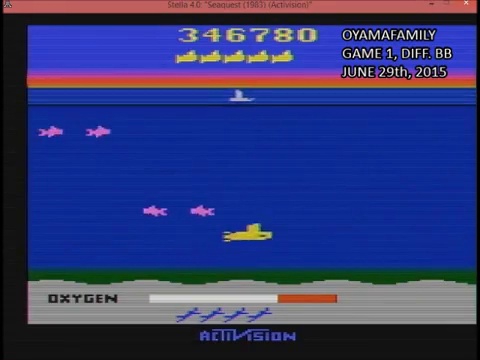 Stella 4.0: "Seaquest (1983) (Activision)"
346780
OYAMAFAMILY
GAME 1, DIFF. BB
JUNE 29th, 2015
OXYGEN
ACTIVISION